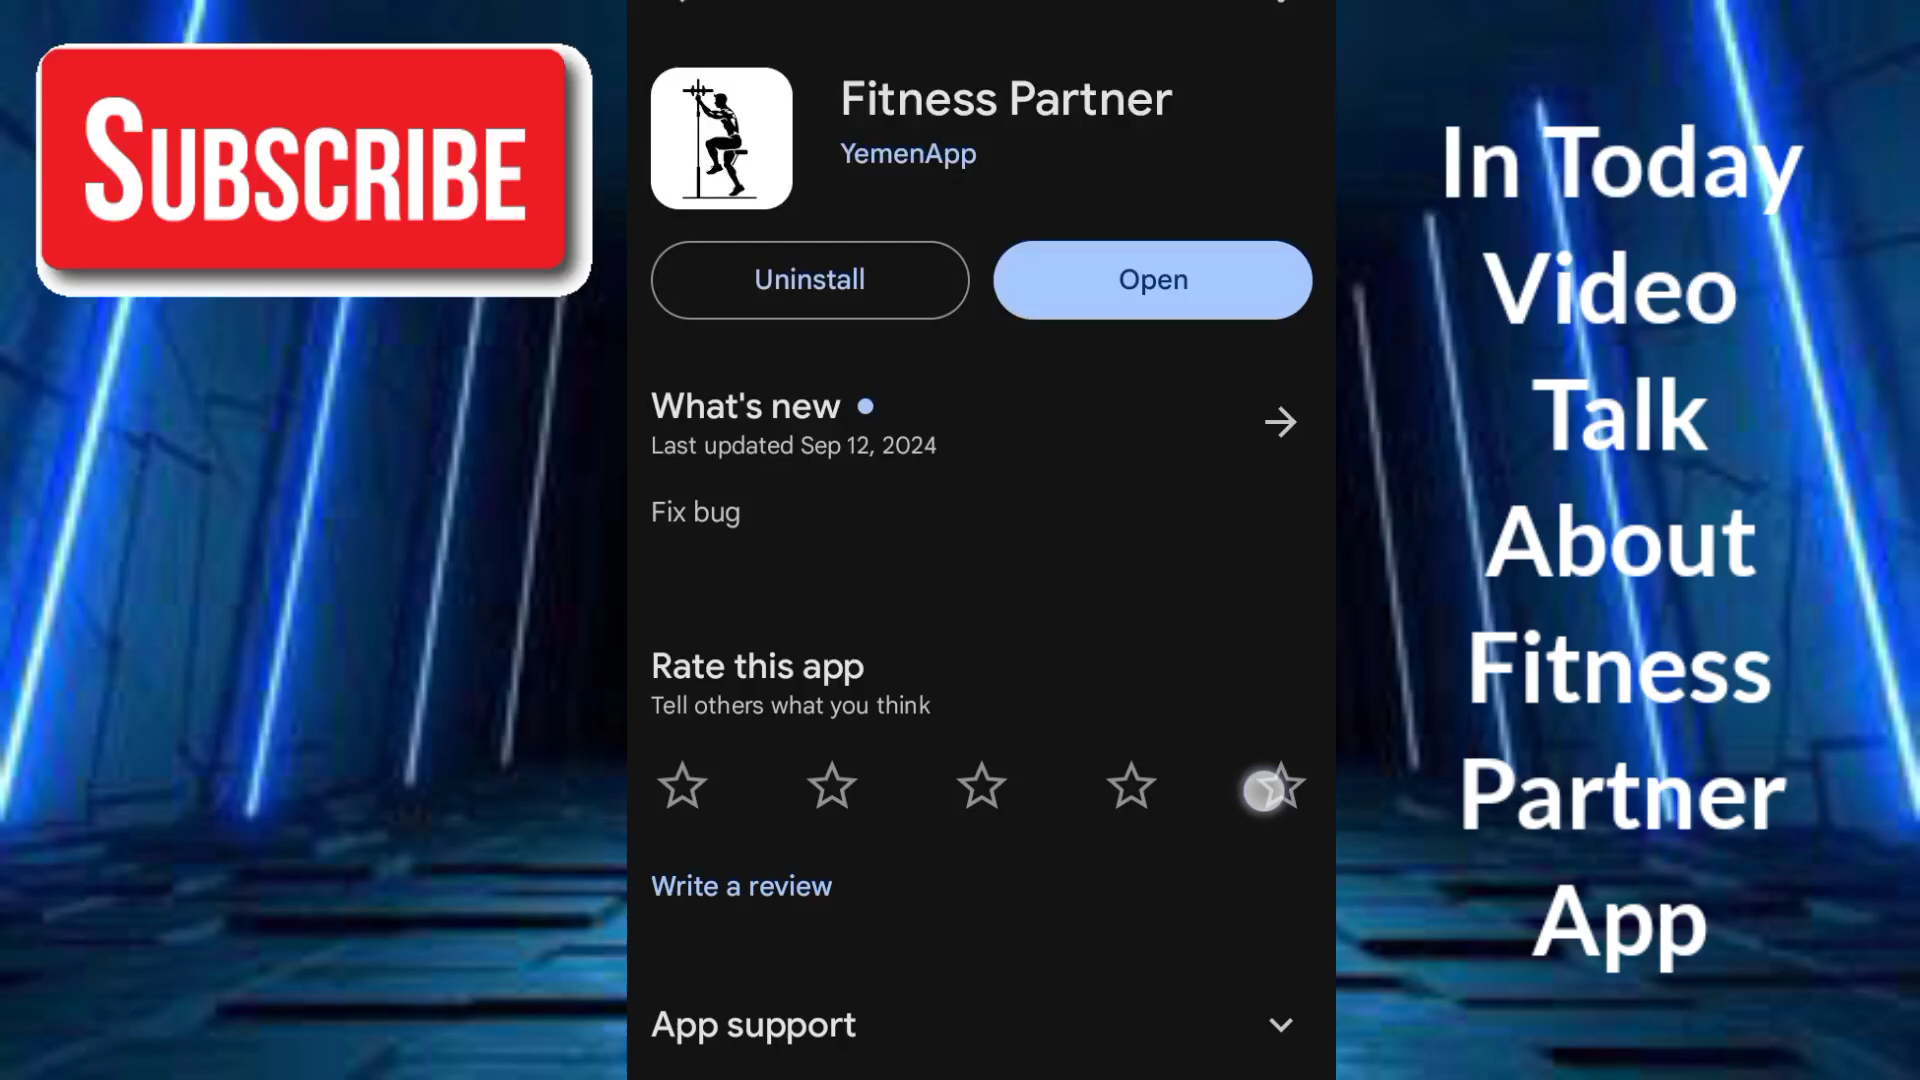 SUBSCRIBE
Fitness Partner
YemenApp
Uninstall
Open
What's new
Last updated Sep 12, 2024
Fix bug
Rate this app
Tell others what you think
Write a review
App support
In Today
Video
Talk
About
Fitness
Partner
App